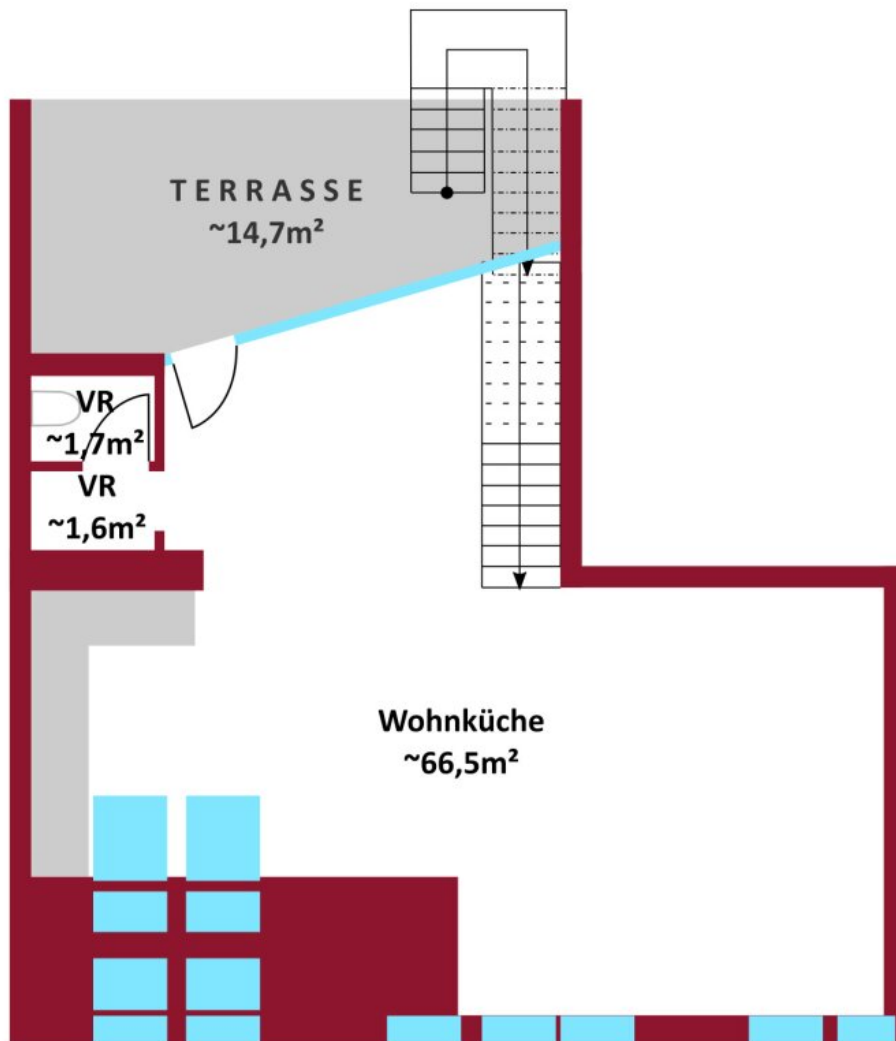 TERRASSE
~14,7m²
VR
~1,7m²
VR
~1,6m²
Wohnküche
~66,5m²